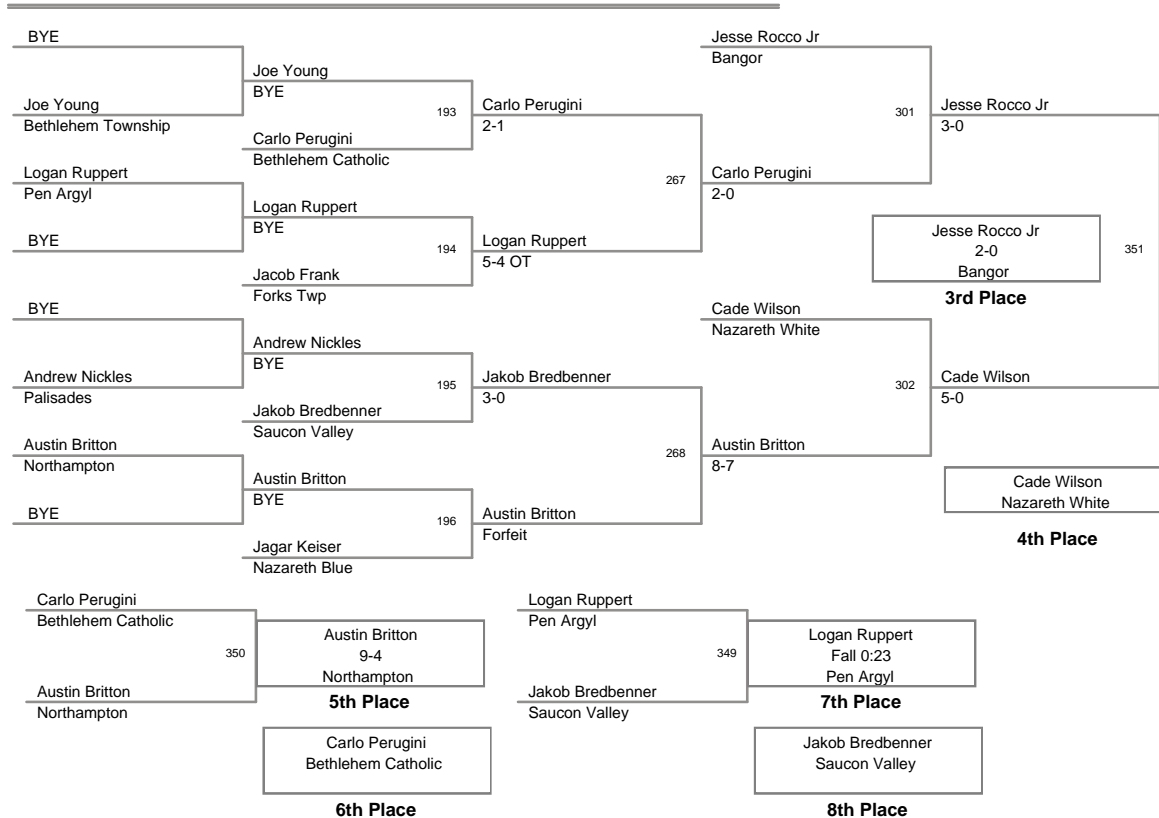 BYE
Joe Young
Bethlehem Township
Logan Ruppert
Pen Argyl
BYE
BYE
Andrew Nickles
Palisades
Austin Britton
Northampton
BYE
Joe Young
BYE
193
Carlo Perugini
Bethlehem Catholic
Logan Ruppert
BYE
194
Jacob Frank
Forks Twp
Andrew Nickles
BYE
195
Jakob Bredbenner
Saucon Valley
Austin Britton
BYE
196
Jagar Keiser
Nazareth Blue
Carlo Perugini
2-1
267
Logan Ruppert
5-4 OT
Jakob Bredbenner
3-0
268
Austin Britton
Forfeit
Jesse Rocco Jr
Bangor
301
Carlo Perugini
2-0
Cade Wilson
Nazareth White
302
Austin Britton
8-7
Jesse Rocco Jr
3-0
Jesse Rocco Jr
2-0
Bangor
351
3rd Place
Cade Wilson
5-0
Cade Wilson
Nazareth White
4th Place
Carlo Perugini
Bethlehem Catholic
350
Austin Britton
Northampton
Austin Britton
9-4
Northampton
5th Place
Carlo Perugini
Bethlehem Catholic
6th Place
Logan Ruppert
Pen Argyl
349
Jakob Bredbenner
Saucon Valley
Logan Ruppert
Fall 0:23
Pen Argyl
7th Place
Jakob Bredbenner
Saucon Valley
8th Place